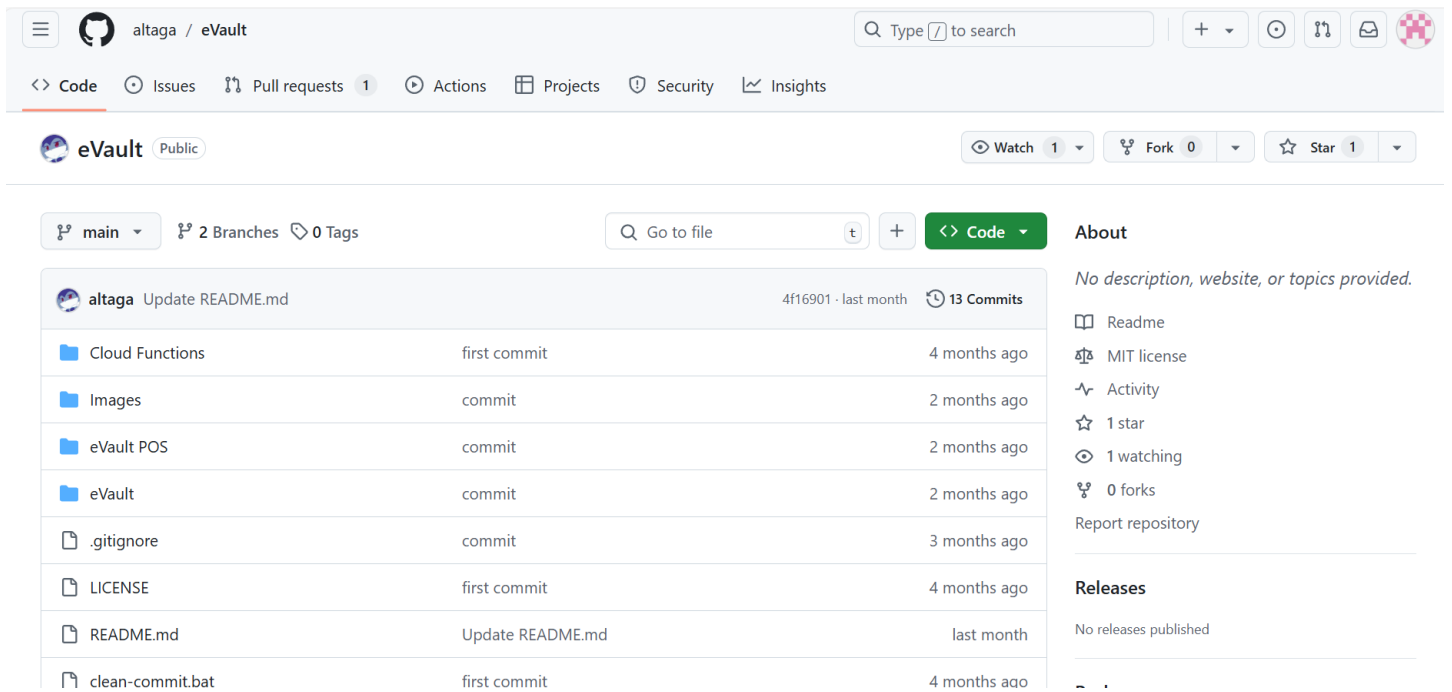 altaga / eVault
Type / to search
Code
Issues
Pull requests 1
Actions
Projects
Security
Insights
eVault Public
Watch 1
Fork 0
Star 1
main
2 Branches
0 Tags
Go to file t
Code
altaga Update README.md 4f16901 · last month 13 Commits
Cloud Functions first commit 4 months ago
Images commit 2 months ago
eVault POS commit 2 months ago
eVault commit 2 months ago
.gitignore commit 3 months ago
LICENSE first commit 4 months ago
README.md Update README.md last month
clean-commit.bat first commit 4 months ago
About
No description, website, or topics provided.
Readme
MIT license
Activity
1 star
1 watching
0 forks
Report repository
Releases
No releases published